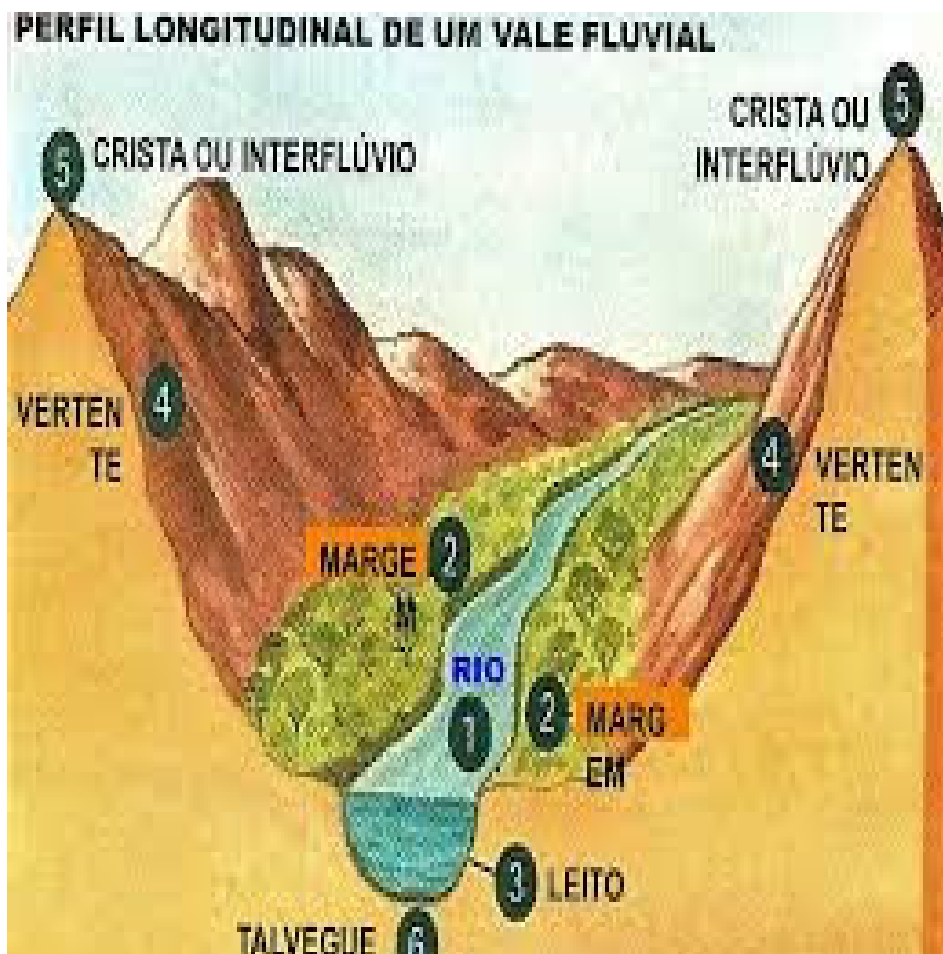 PERFIL LONGITUDINAL DE UM VALE FLUVIAL
5 CRISTA OU INTERFLÚVIO
CRISTA OU 5
INTERFLÚVIO
VERTEN 4
TE
4 VERTEN
TE
MARGE 2
M
RIO
1
2 MARG
EM
3 LEITO
TALVEGUE 6